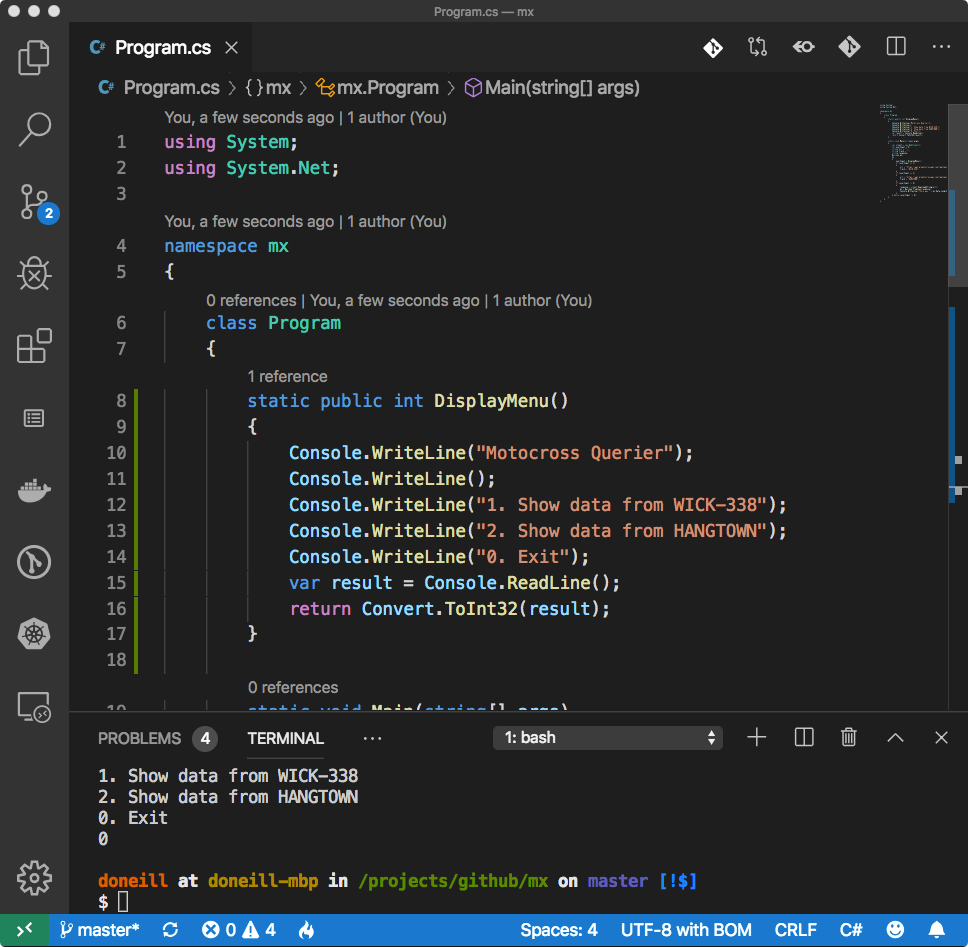 Program.cs — mx
C# Program.cs
C# Program.cs > {} mx > mx.Program > Main(string[] args)
You, a few seconds ago | 1 author (You)
1 using System;
2 using System.Net;
3
You, a few seconds ago | 1 author (You)
4 namespace mx
5 {
0 references | You, a few seconds ago | 1 author (You)
6 class Program
7 {
1 reference
8 static public int DisplayMenu()
9 {
10 Console.WriteLine("Motocross Querier");
11 Console.WriteLine();
12 Console.WriteLine("1. Show data from WICK-338");
13 Console.WriteLine("2. Show data from HANGTOWN");
14 Console.WriteLine("0. Exit");
15 var result = Console.ReadLine();
16 return Convert.ToInt32(result);
17 }
18
0 references
19 static void Main(string[] args)
2
PROBLEMS 4 TERMINAL ... 1: bash
1. Show data from WICK-338
2. Show data from HANGTOWN
0. Exit
0
doneill at doneill-mbp in /projects/github/mx on master [!$]
$
master* 0 4 Spaces: 4 UTF-8 with BOM CRLF C#